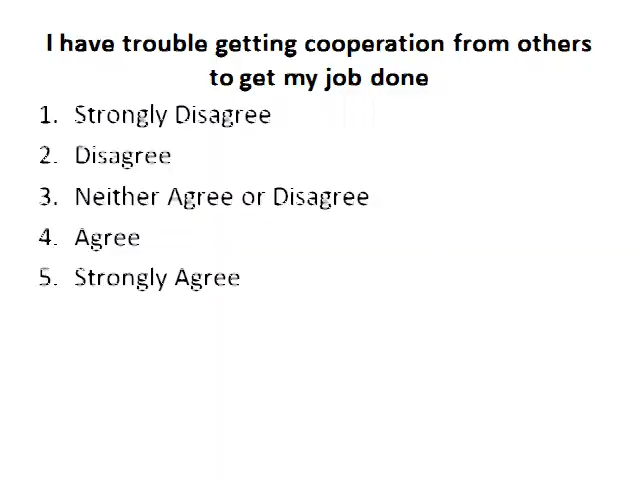 I have trouble getting cooperation from others
to get my job done
1. Strongly Disagree
2. Disagree
3. Neither Agree or Disagree
4. Agree
5. Strongly Agree